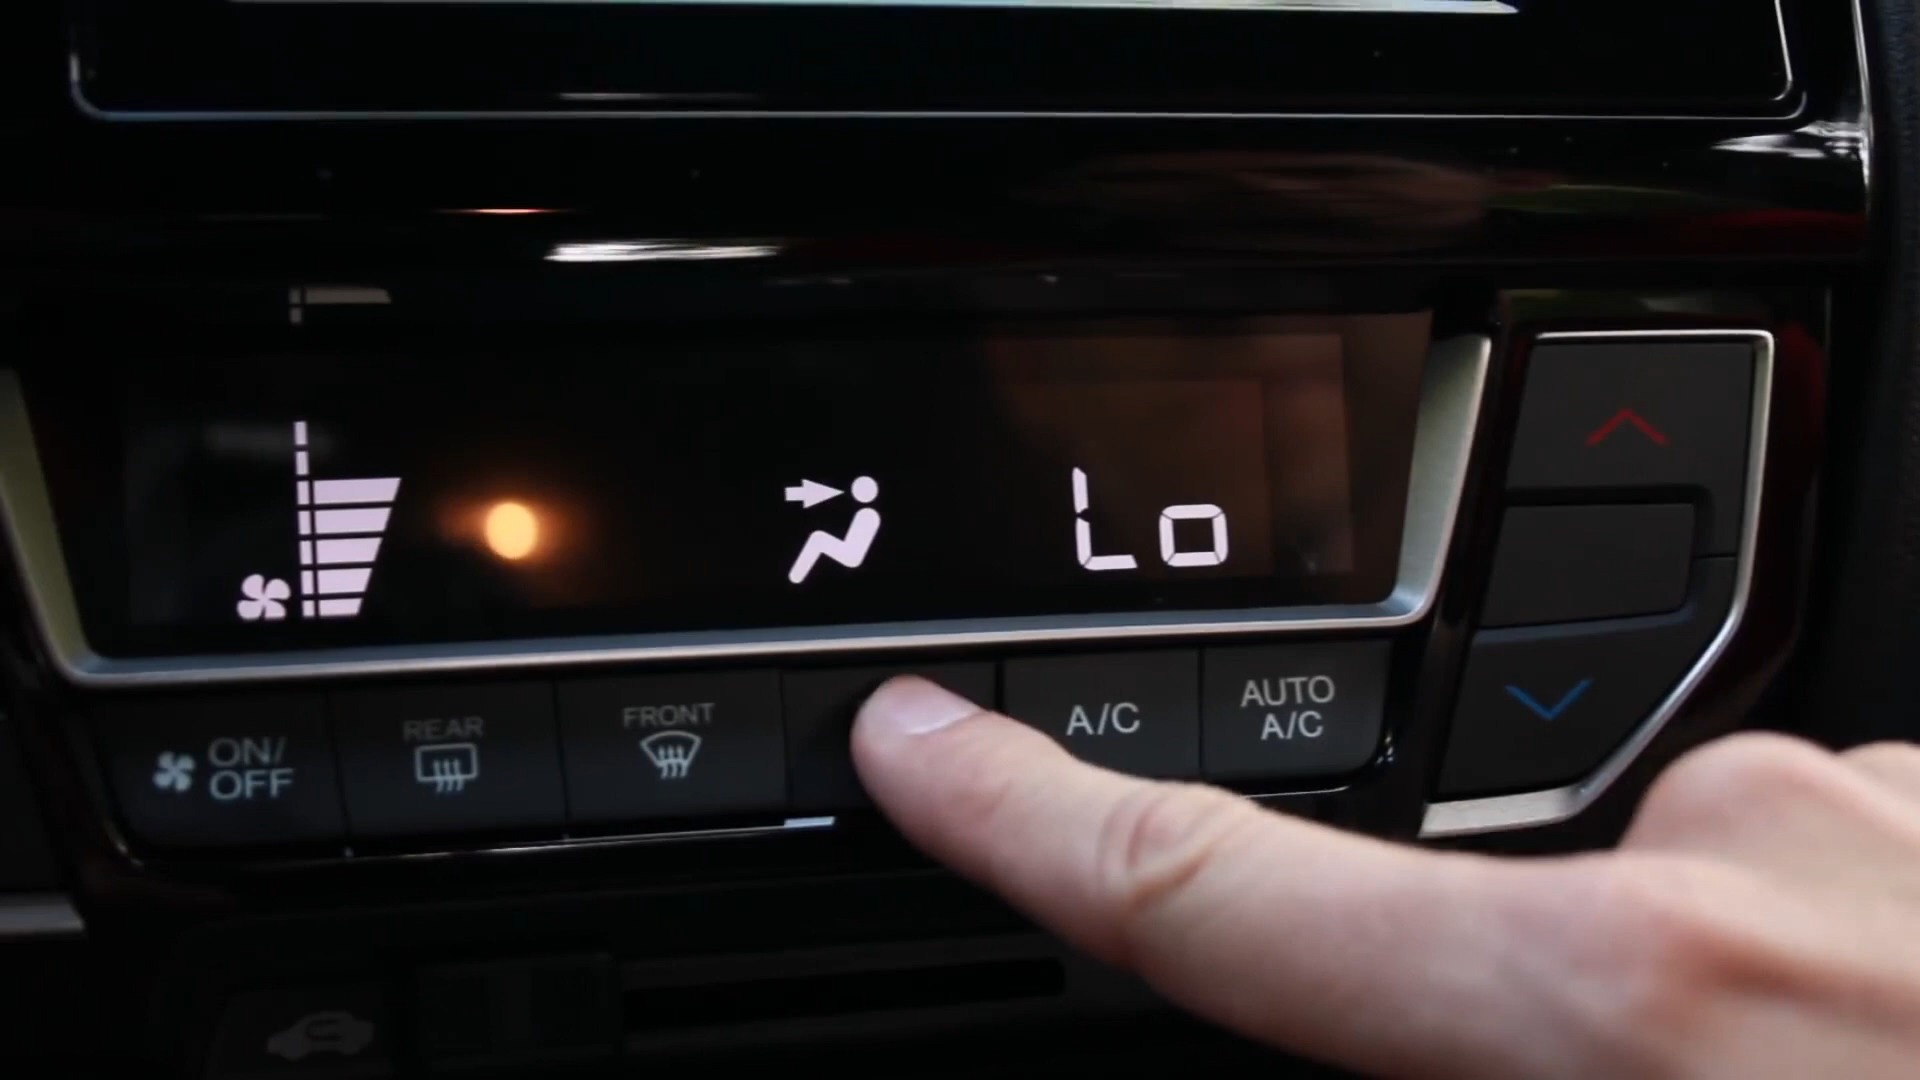 Lo
ON/
OFF
REAR
FRONT
A/C
AUTO
A/C